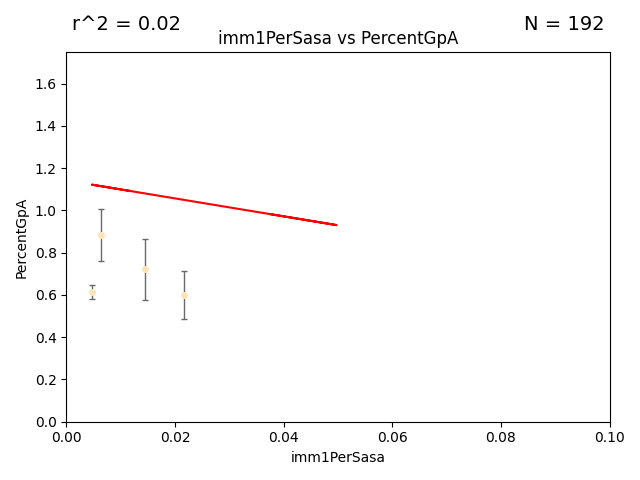 r^2 = 0.02
N = 192
imm1PerSasa vs PercentGpA
PercentGpA
1.6
1.4
1.2
1.0
0.8
0.6
0.4
0.2
0.0
0.00 0.02 0.04 0.06 0.08 0.10
imm1PerSasa